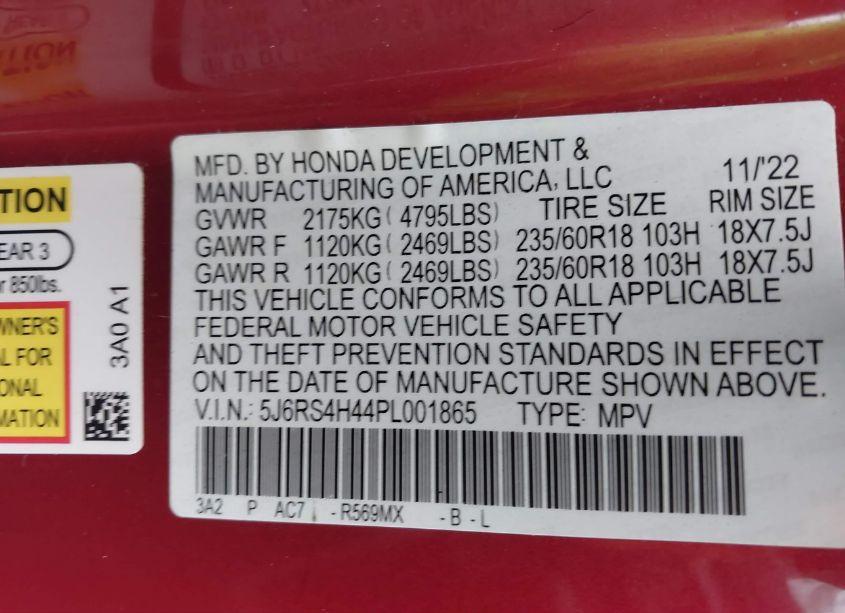 TION
EAR 3
r 850lbs.
WNER'S
AL FOR
ONAL
MATION
3A0 A1
MFD. BY HONDA DEVELOPMENT &
MANUFACTURING OF AMERICA, LLC 11/'22
GVWR 2175KG ( 4795LBS) TIRE SIZE RIM SIZE
GAWR F 1120KG ( 2469LBS) 235/60R18 103H 18X7.5J
GAWR R 1120KG ( 2469LBS) 235/60R18 103H 18X7.5J
THIS VEHICLE CONFORMS TO ALL APPLICABLE
FEDERAL MOTOR VEHICLE SAFETY
AND THEFT PREVENTION STANDARDS IN EFFECT
ON THE DATE OF MANUFACTURE SHOWN ABOVE.
V.I.N.: 5J6RS4H44PL001865 TYPE: MPV
3A2 P AC7 - R569MX - B - L